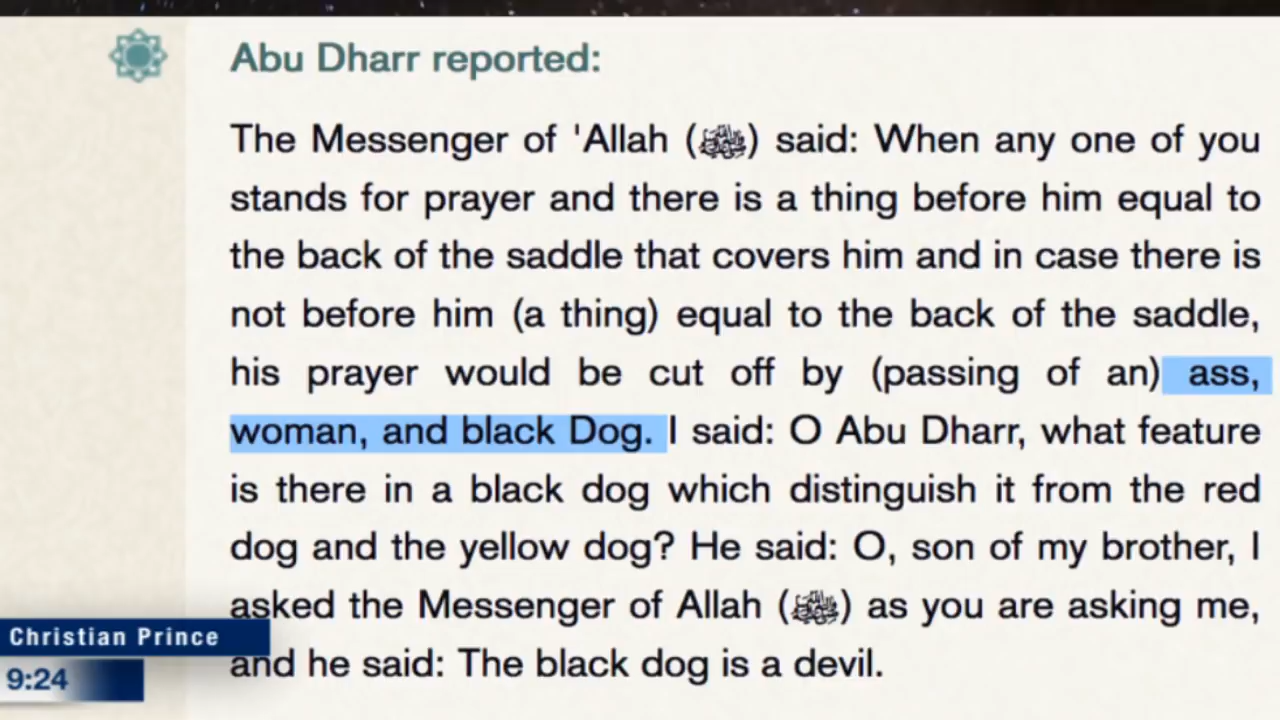 Abu Dharr reported:
The Messenger of 'Allah (ﷺ) said: When any one of you
stands for prayer and there is a thing before him equal to
the back of the saddle that covers him and in case there is
not before him (a thing) equal to the back of the saddle,
his prayer would be cut off by (passing of an) ass,
woman, and black Dog. I said: O Abu Dharr, what feature
is there in a black dog which distinguish it from the red
dog and the yellow dog? He said: O, son of my brother, I
asked the Messenger of Allah (ﷺ) as you are asking me,
and he said: The black dog is a devil.
Christian Prince
9:24